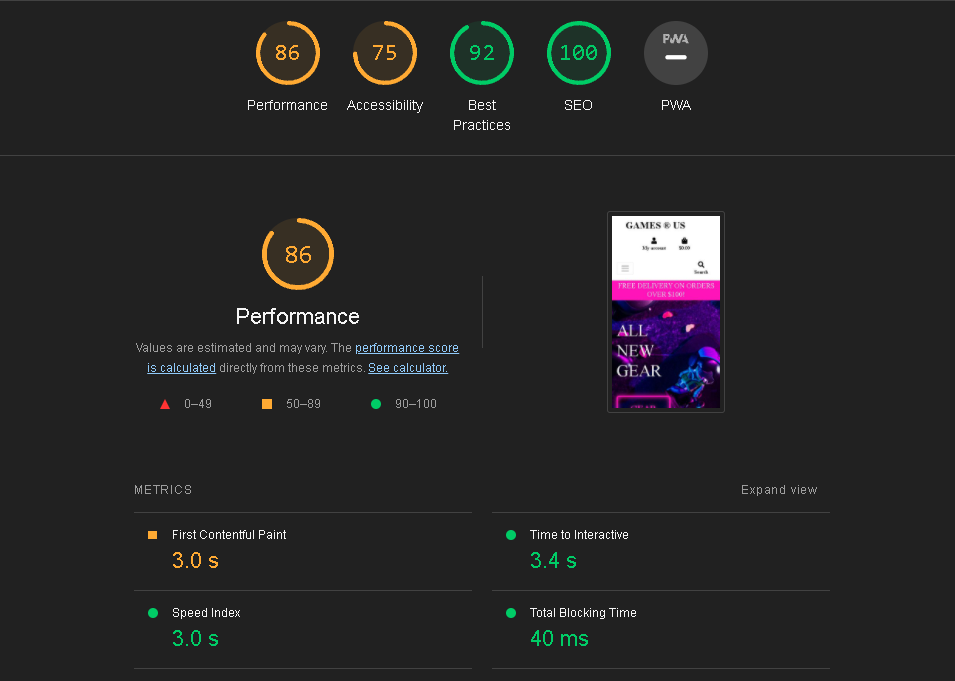 86
75
92
100
PWA
Performance
Accessibility
Best
Practices
SEO
PWA
86
Performance
Values are estimated and may vary. The performance score
is calculated directly from these metrics. See calculator.
0–49
50–89
90–100
GAMES ® US
My account
$0.00
Search
FREE DELIVERY ON ORDERS
OVER $100!
ALL
NEW
GEAR
METRICS
Expand view
First Contentful Paint
3.0 s
Time to Interactive
3.4 s
Speed Index
3.0 s
Total Blocking Time
40 ms